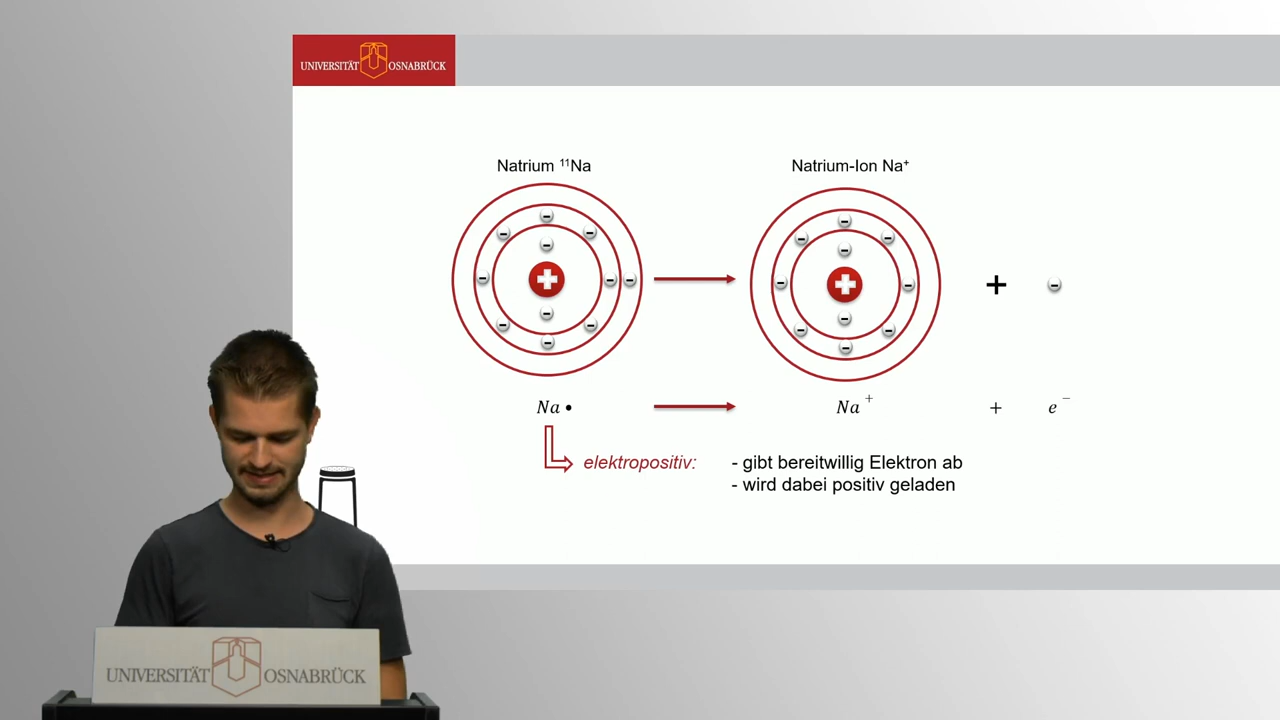 UNIVERSITÄT OSNABRÜCK
Natrium ¹¹Na
Natrium-Ion Na⁺
Na • Na⁺ + e⁻
elektropositiv: - gibt bereitwillig Elektron ab
- wird dabei positiv geladen
UNIVERSITÄT OSNABRÜCK